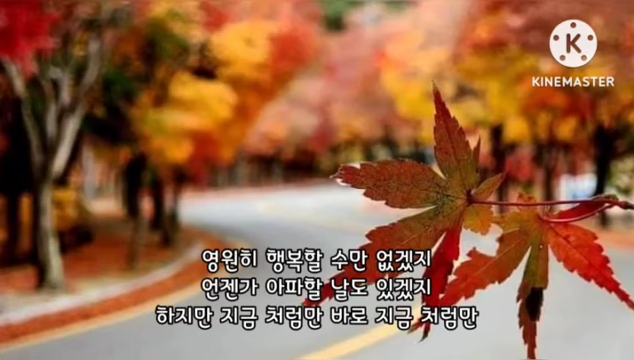 KINEMASTER
영원히 행복할 수만 없겠지
언젠가 아파할 날도 있겠지
하지만 지금 처럼만 바로 지금 처럼만